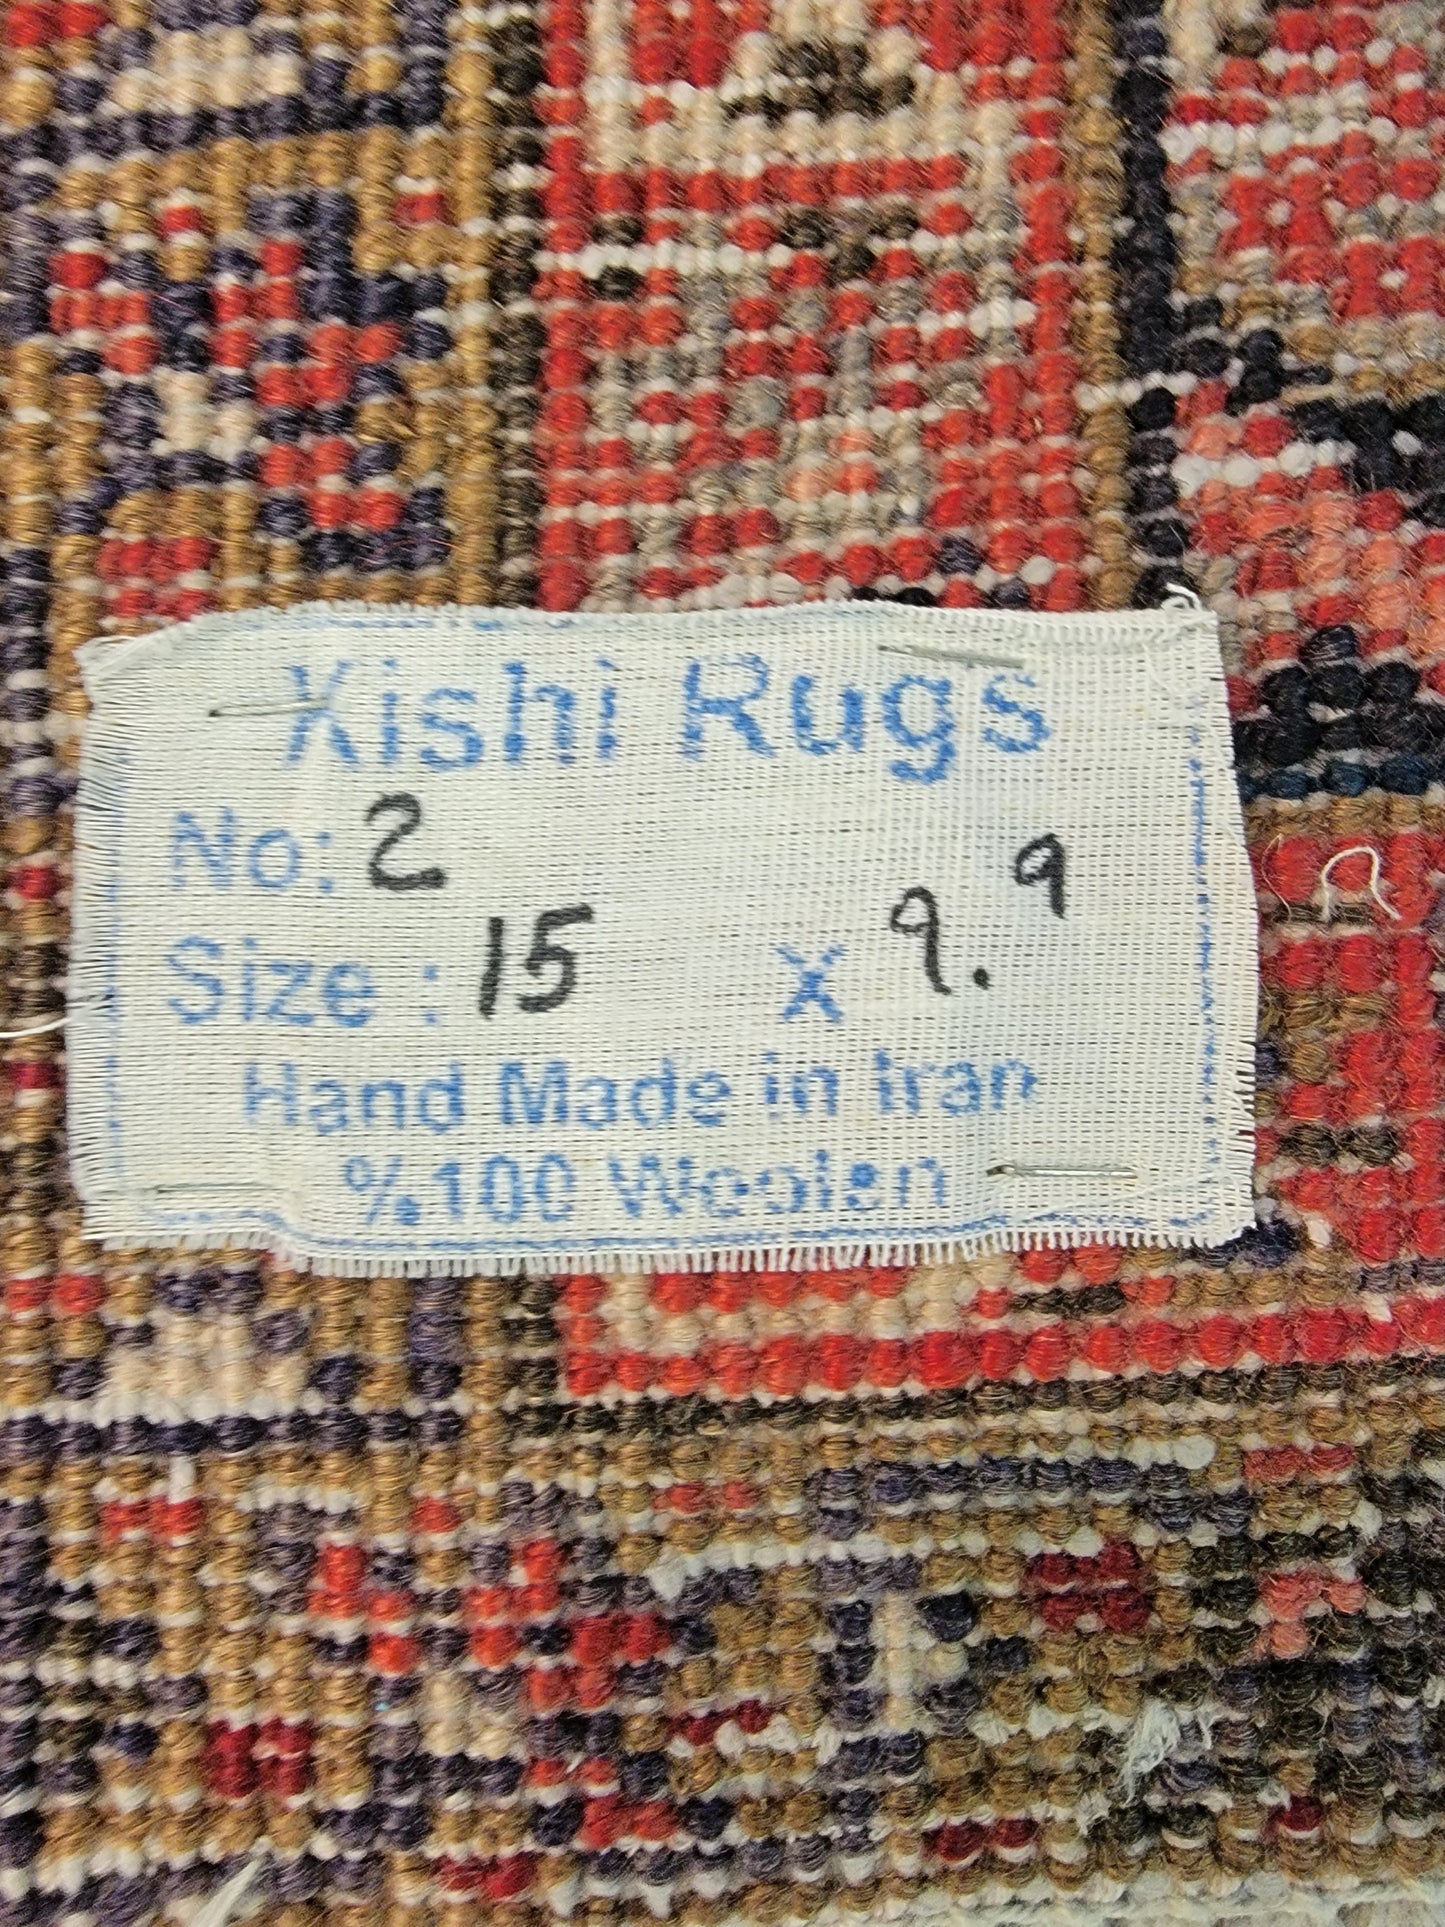 Kishi Rugs
No: 2
Size : 15 x 9.9
Hand Made in Iran
%100 Woolen